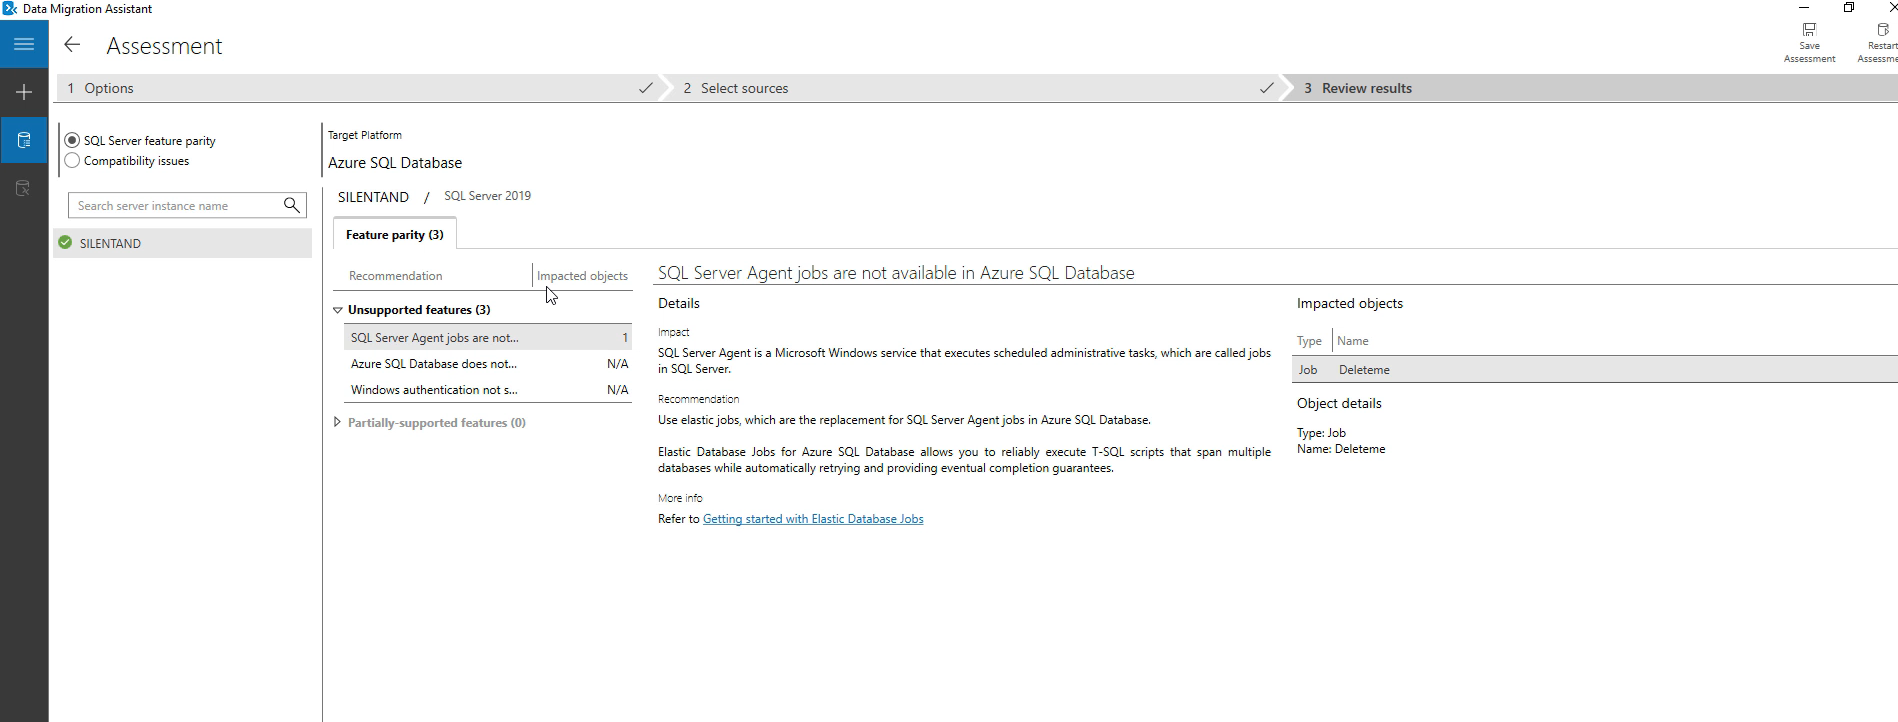 Data Migration Assistant
Assessment
Save
Assessment
Restart
Assessme
1 Options
2 Select sources
3 Review results
SQL Server feature parity
Compatibility issues
Search server instance name
SILENTAND
Target Platform
Azure SQL Database
SILENTAND / SQL Server 2019
Feature parity (3)
Recommendation
Impacted objects
Unsupported features (3)
SQL Server Agent jobs are not... 1
Azure SQL Database does not... N/A
Windows authentication not s... N/A
Partially-supported features (0)
SQL Server Agent jobs are not available in Azure SQL Database
Details
Impact
SQL Server Agent is a Microsoft Windows service that executes scheduled administrative tasks, which are called jobs
in SQL Server.
Recommendation
Use elastic jobs, which are the replacement for SQL Server Agent jobs in Azure SQL Database.
Elastic Database Jobs for Azure SQL Database allows you to reliably execute T-SQL scripts that span multiple
databases while automatically retrying and providing eventual completion guarantees.
More info
Refer to Getting started with Elastic Database Jobs
Impacted objects
Type Name
Job Deleteme
Object details
Type: Job
Name: Deleteme